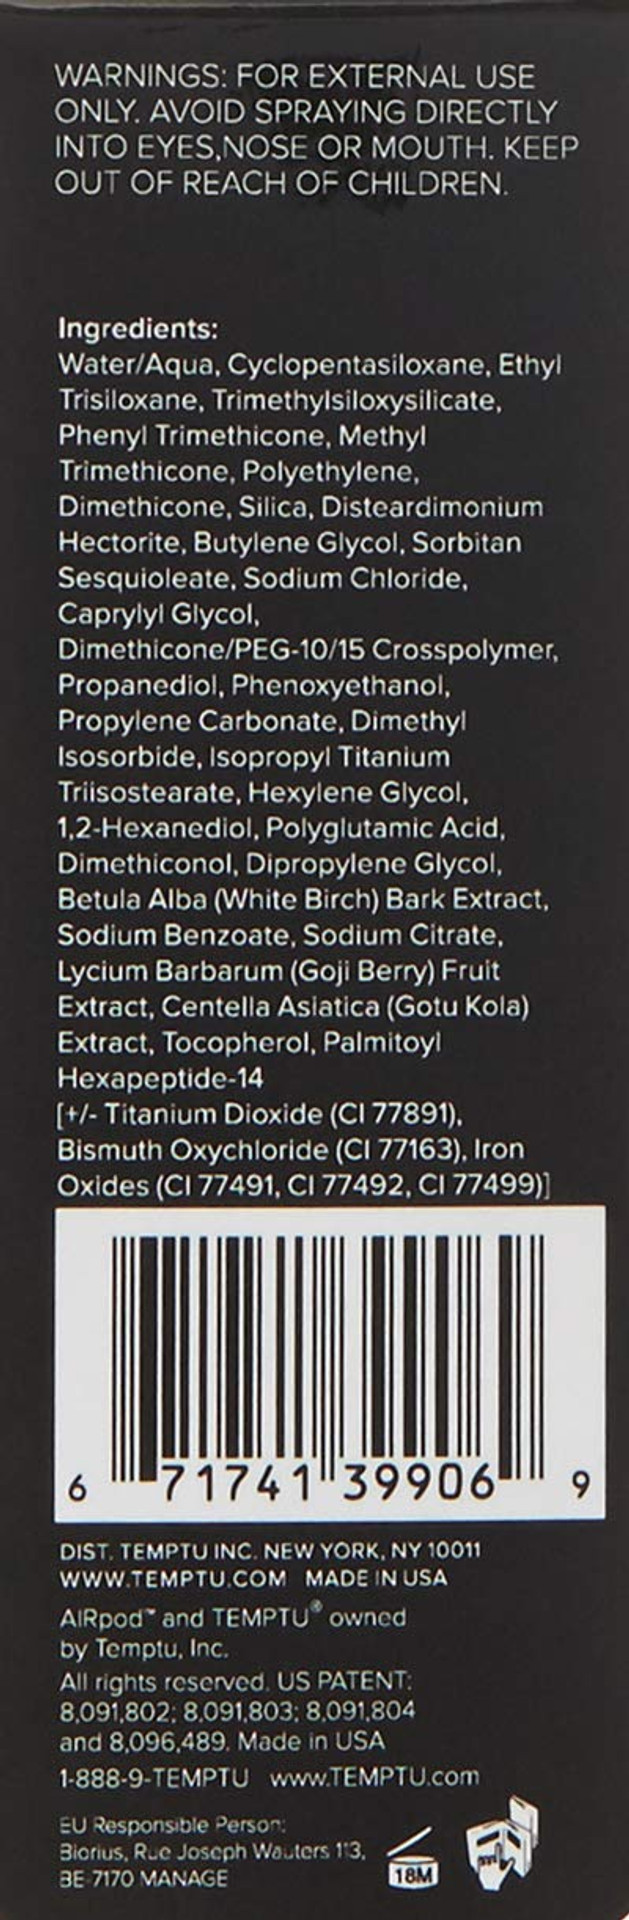 WARNINGS: FOR EXTERNAL USE
ONLY. AVOID SPRAYING DIRECTLY
INTO EYES,NOSE OR MOUTH. KEEP
OUT OF REACH OF CHILDREN.
Ingredients:
Water/Aqua, Cyclopentasiloxane, Ethyl
Trisiloxane, Trimethylsiloxysilicate,
Phenyl Trimethicone, Methyl
Trimethicone, Polyethylene,
Dimethicone, Silica, Disteardimonium
Hectorite, Butylene Glycol, Sorbitan
Sesquioleate, Sodium Chloride,
Caprylyl Glycol,
Dimethicone/PEG-10/15 Crosspolymer,
Propanediol, Phenoxyethanol,
Propylene Carbonate, Dimethyl
Isosorbide, Isopropyl Titanium
Triisostearate, Hexylene Glycol,
1,2-Hexanediol, Polyglutamic Acid,
Dimethiconol, Dipropylene Glycol,
Betula Alba (White Birch) Bark Extract,
Sodium Benzoate, Sodium Citrate,
Lycium Barbarum (Goji Berry) Fruit
Extract, Centella Asiatica (Gotu Kola)
Extract, Tocopherol, Palmitoyl
Hexapeptide-14
[+/- Titanium Dioxide (CI 77891),
Bismuth Oxychloride (CI 77163), Iron
Oxides (CI 77491, CI 77492, CI 77499)]
6 71741 39906 9
DIST. TEMPTU INC. NEW YORK, NY 10011
WWW.TEMPTU.COM MADE IN USA
AIRpod™ and TEMPTU® owned
by Temptu, Inc.
All rights reserved. US PATENT:
8,091,802; 8,091,803; 8,091,804
and 8,096,489. Made in USA
1-888-9-TEMPTU www.TEMPTU.com
EU Responsible Person:
Biorius, Rue Joseph Wauters 113,
BE-7170 MANAGE
18M